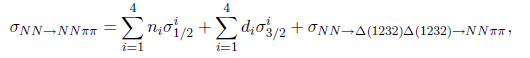 σ_{NN→NNππ} = \sum_{i=1}^{4} n_i σ^i_{1/2} + \sum_{i=1}^{4} d_i σ^i_{3/2} + σ_{NN→Δ(1232)Δ(1232)→NNππ},